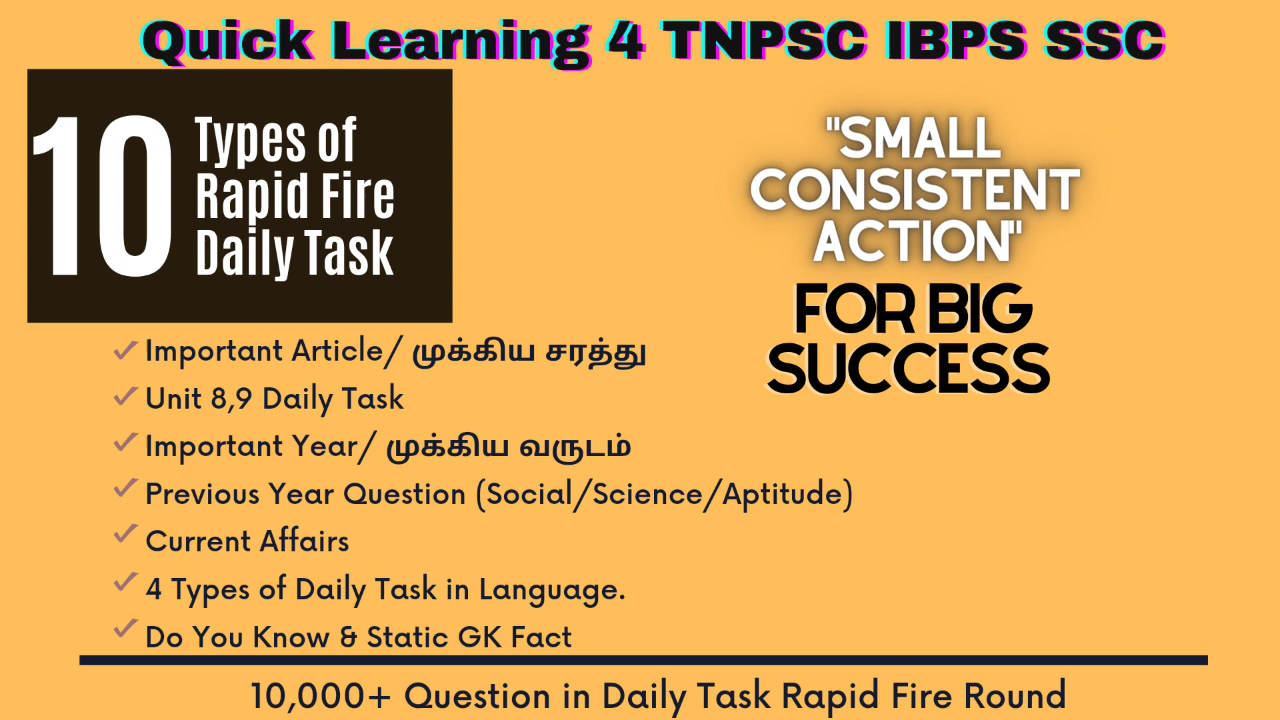 Quick Learning 4 TNPSC IBPS SSC
10
Types of
Rapid Fire
Daily Task
"SMALL
CONSISTENT
ACTION"
FOR BIG
SUCCESS
Important Article/ முக்கிய சரத்து
Unit 8,9 Daily Task
Important Year/ முக்கிய வருடம்
Previous Year Question (Social/Science/Aptitude)
Current Affairs
4 Types of Daily Task in Language.
Do You Know & Static GK Fact
10,000+ Question in Daily Task Rapid Fire Round